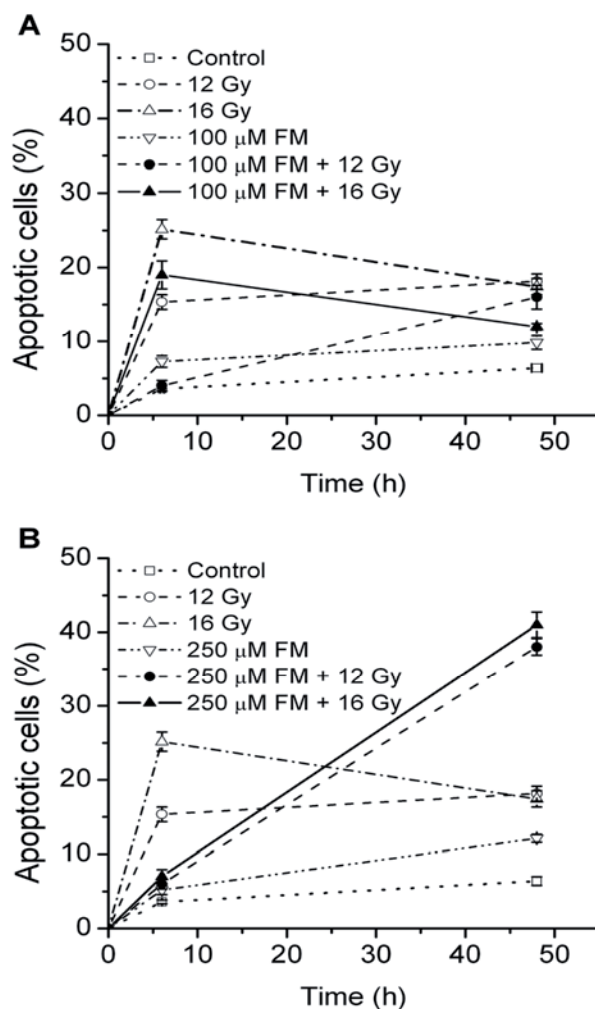 A
50
40
30
20
10
0
Apoptotic cells (%)
Control
12 Gy
16 Gy
100 μM FM
100 μM FM + 12 Gy
100 μM FM + 16 Gy
0 10 20 30 40 50
Time (h)
B
50
40
30
20
10
0
Apoptotic cells (%)
Control
12 Gy
16 Gy
250 μM FM
250 μM FM + 12 Gy
250 μM FM + 16 Gy
0 10 20 30 40 50
Time (h)